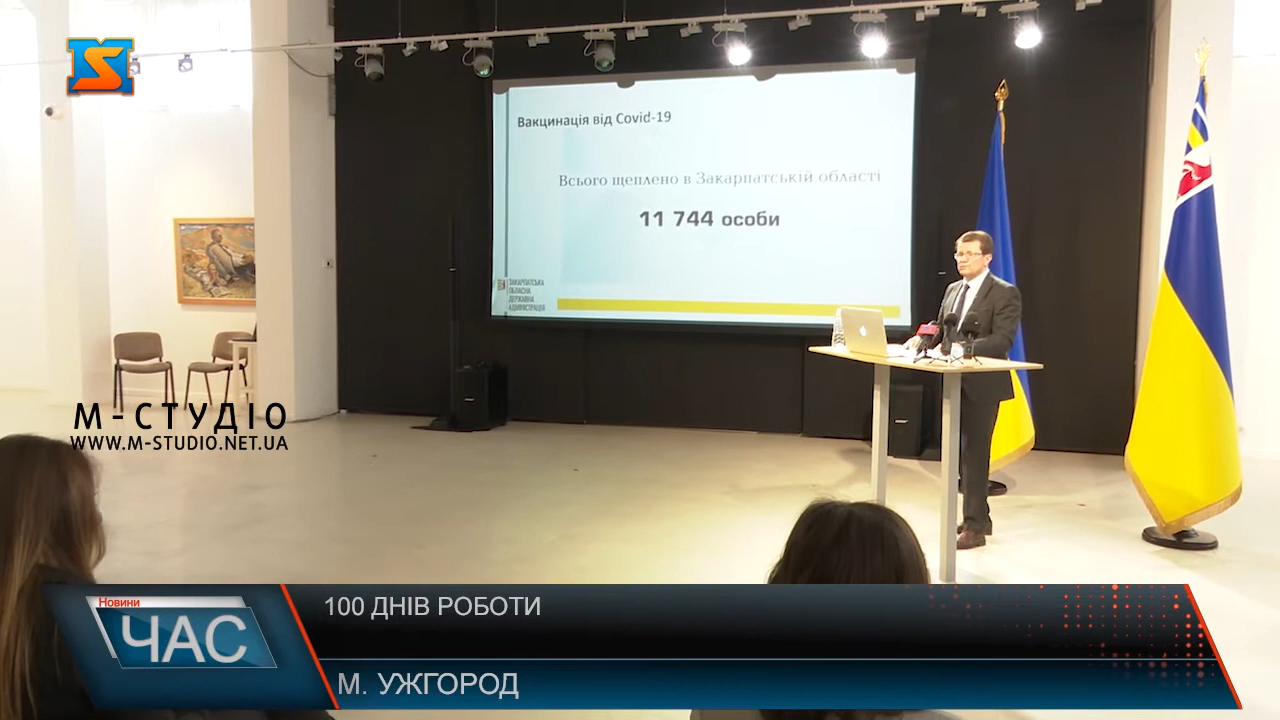 Вакцинація від Covid-19
Всього щеплено в Закарпатській області
11 744 особи
ЗАКАРПАТСЬКА
ОБЛАСНА
ДЕРЖАВНА
АДМІНІСТРАЦІЯ
М-СТУДІО
WWW.M-STUDIO.NET.UA
Новини
ЧАС
100 ДНІВ РОБОТИ
М. УЖГОРОД